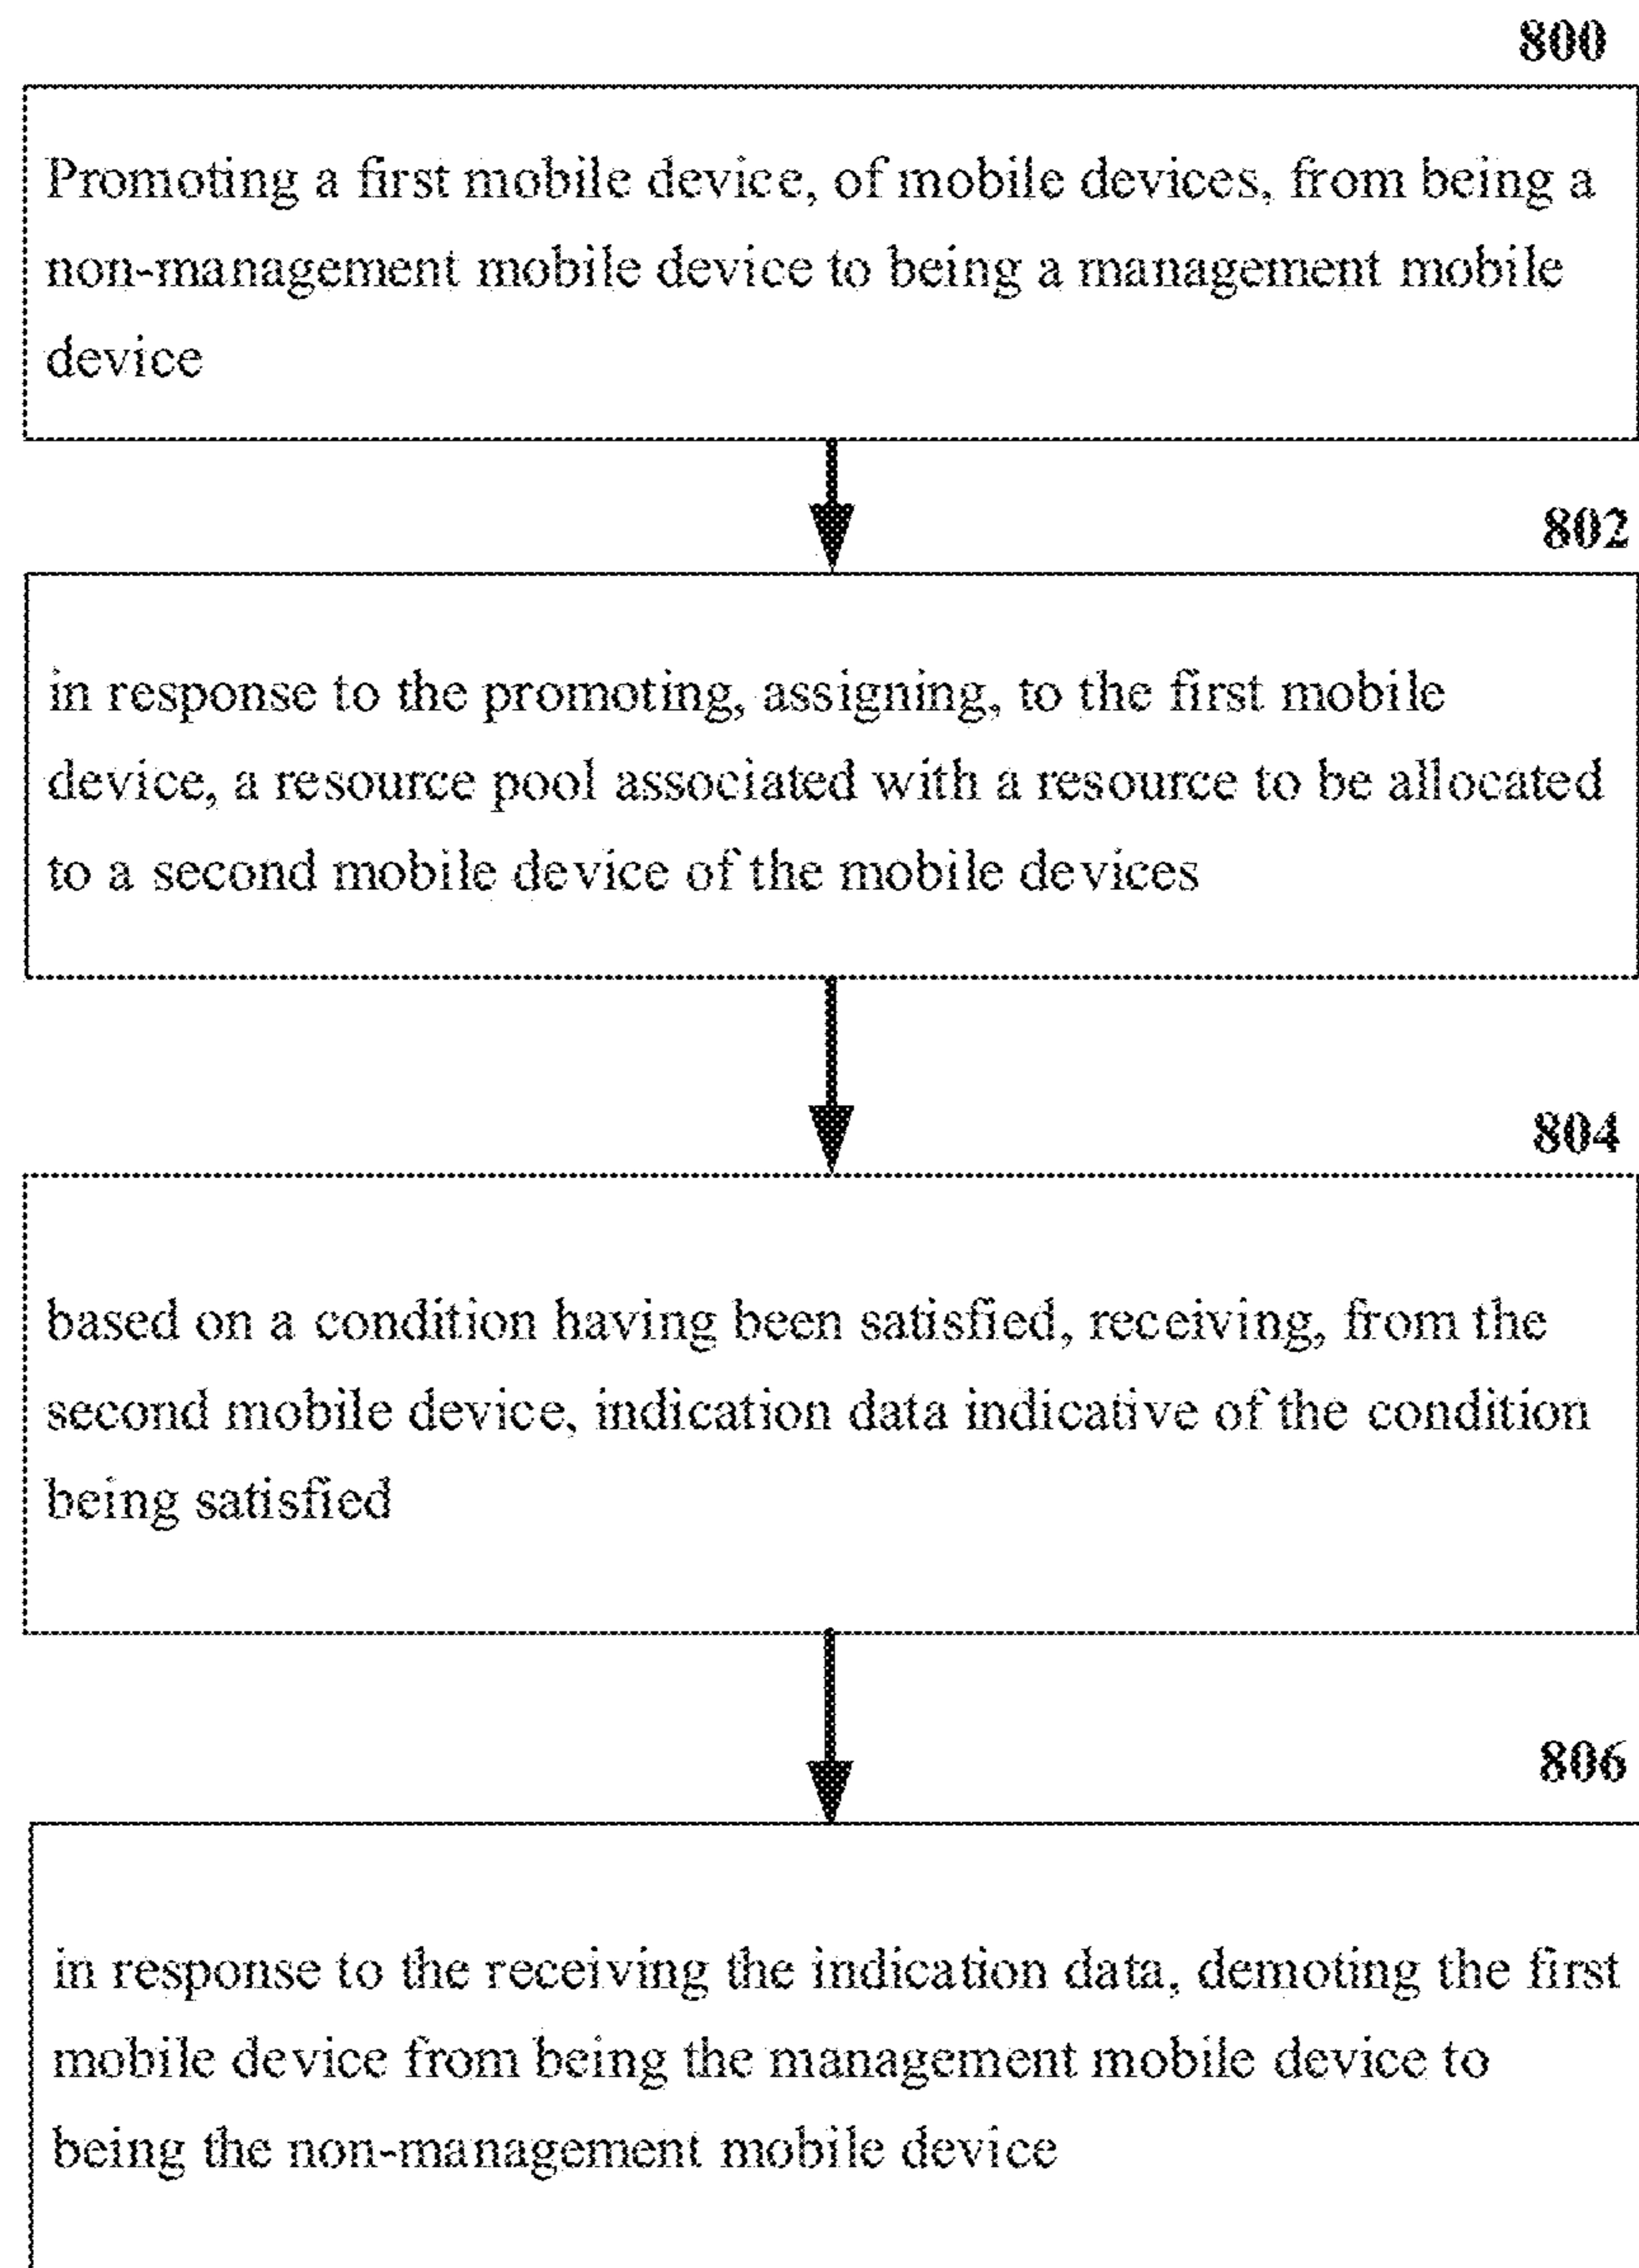 800
Promoting a first mobile device, of mobile devices, from being a
non-management mobile device to being a management mobile
device
802
in response to the promoting, assigning, to the first mobile
device, a resource pool associated with a resource to be allocated
to a second mobile device of the mobile devices
804
based on a condition having been satisfied, receiving, from the
second mobile device, indication data indicative of the condition
being satisfied
806
in response to the receiving the indication data, demoting the first
mobile device from being the management mobile device to
being the non-management mobile device